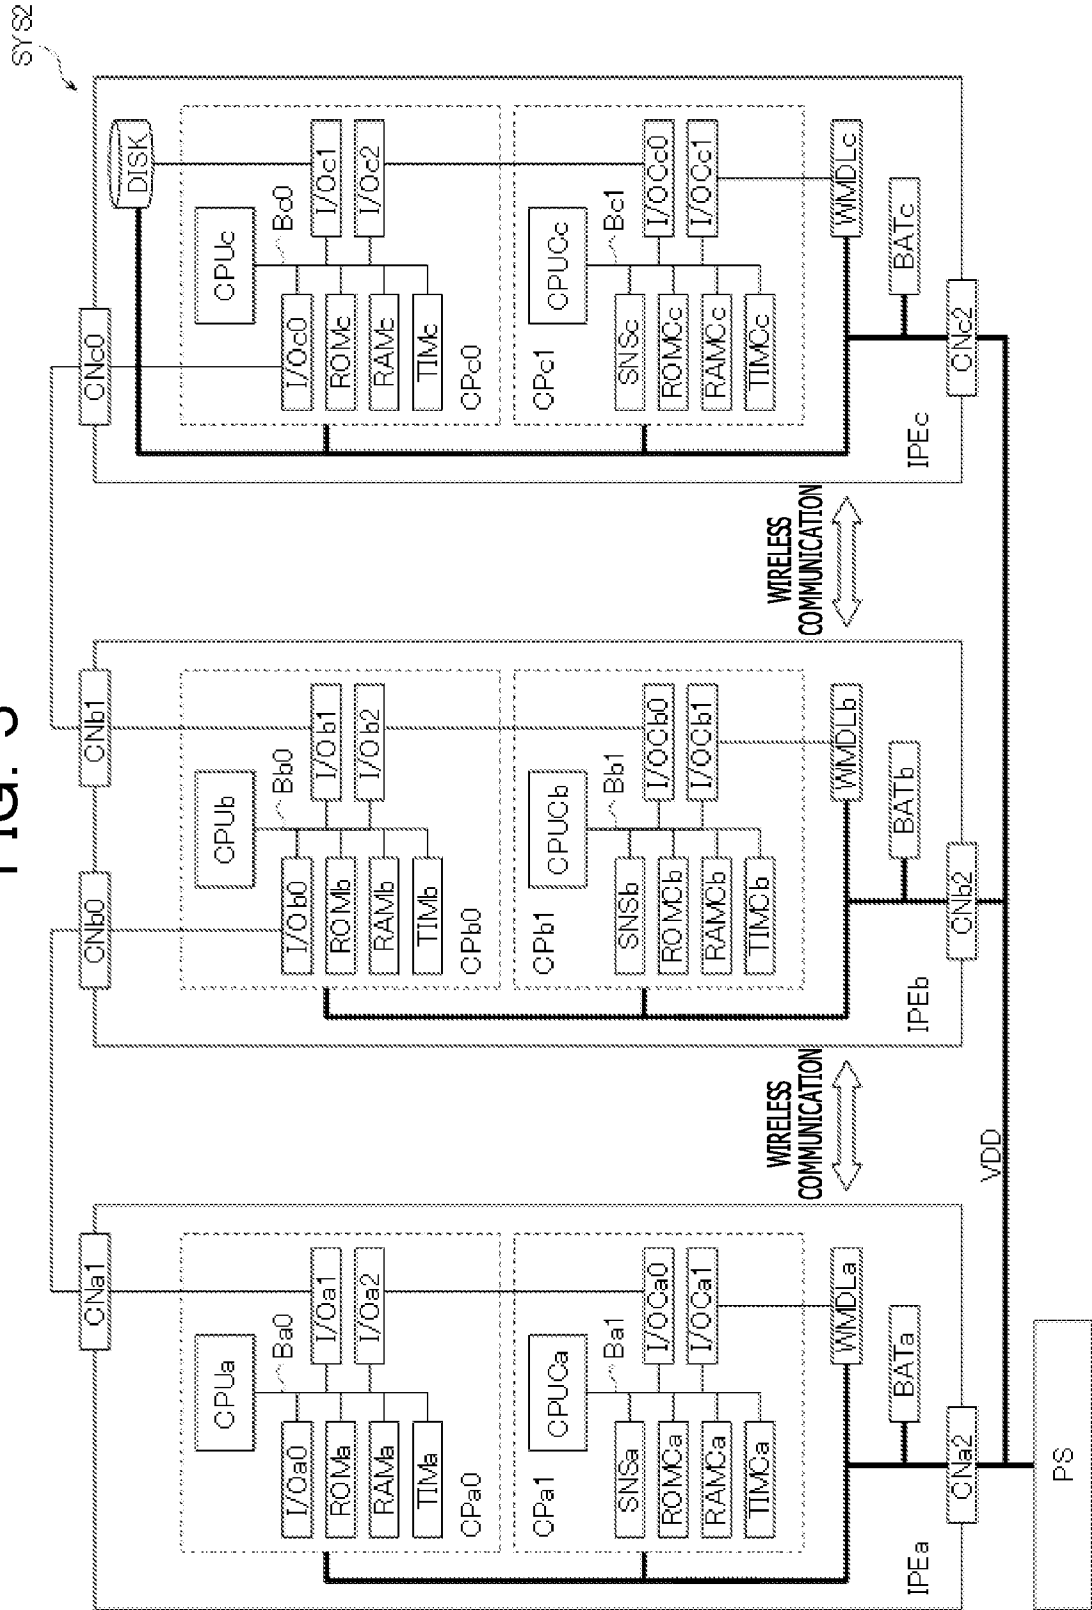 FIG.
SYS2
CNa1
CPUa
Ba0
I/Oa0
I/Oa1
ROMa
I/Oa2
RAMa
TIMa
CPa0
CPa1
CPUCa
Ba1
SNSa
I/OCa0
ROMCa
I/OCa1
RAMCa
TIMCa
WMDLa
BATa
IPEa
CNa2
PS
VDD
WIRELESS
COMMUNICATION
CNb0
CNb1
CPUb
Bb0
I/Ob0
I/Ob1
ROMb
I/Ob2
RAMb
TIMb
CPb0
CPb1
CPUCb
Bb1
SNSb
I/OCb0
ROMCb
I/OCb1
RAMCb
TIMCb
WMDLb
BATb
IPEb
CNb2
WIRELESS
COMMUNICATION
CNc0
DISK
CPUc
Bc0
I/Oc0
I/Oc1
ROMc
I/Oc2
RAMc
TIMc
CPc0
CPc1
CPUCc
Bc1
SNSc
I/OCc0
ROMCc
I/OCc1
RAMCc
TIMCc
WMDLc
BATc
IPEc
CNc2